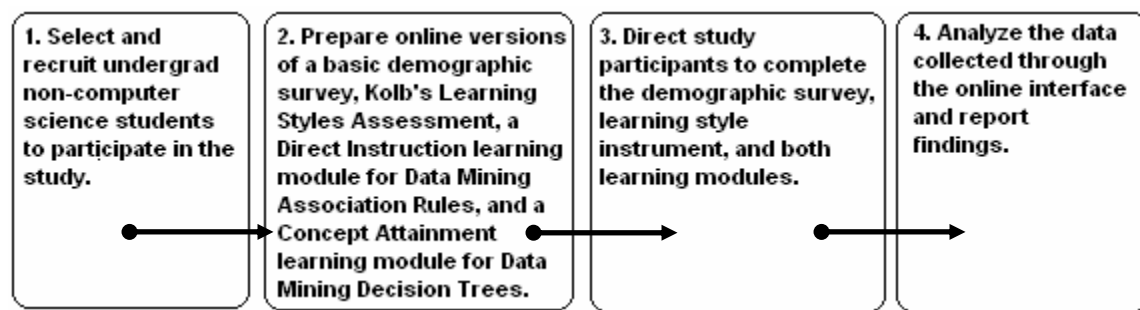 1. Select and
recruit undergrad
non-computer
science students
to participate in the
study.
2. Prepare online versions
of a basic demographic
survey, Kolb's Learning
Styles Assessment, a
Direct Instruction learning
module for Data Mining
Association Rules, and a
Concept Attainment
learning module for Data
Mining Decision Trees.
3. Direct study
participants to complete
the demographic survey,
learning style
instrument, and both
learning modules.
4. Analyze the data
collected through
the online interface
and report
findings.